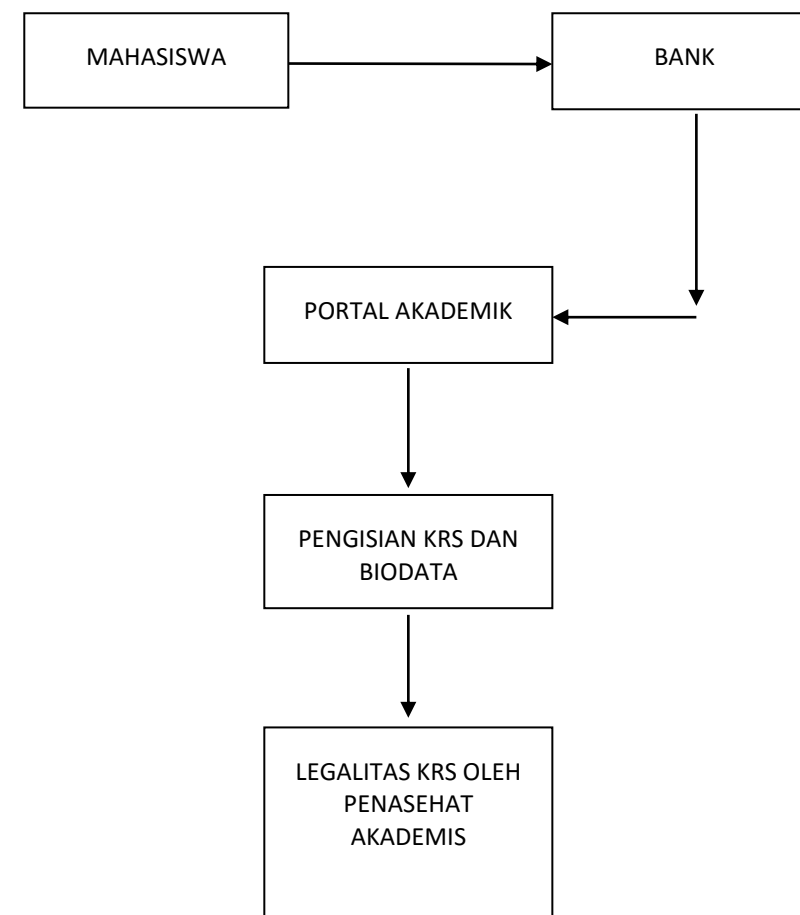 MAHASISWA
BANK
PORTAL AKADEMIK
PENGISIAN KRS DAN
BIODATA
LEGALITAS KRS OLEH
PENASEHAT
AKADEMIS